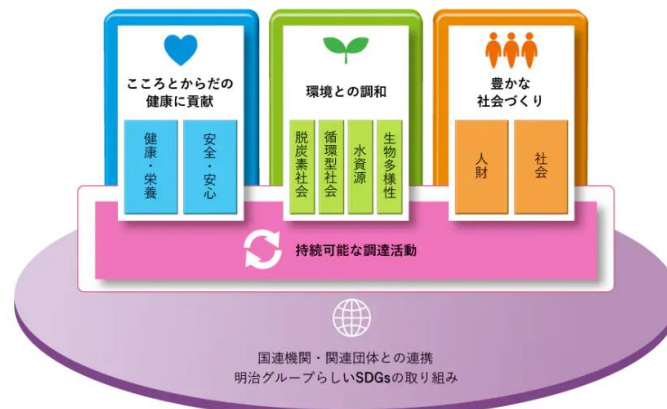 こころとからだの
健康に貢献
健康・栄養
安全・安心
環境との調和
脱炭素社会
循環型社会
水資源
生物多様性
豊かな
社会づくり
人財
社会
持続可能な調達活動
国連機関・関連団体との連携
明治グループらしいSDGsの取り組み